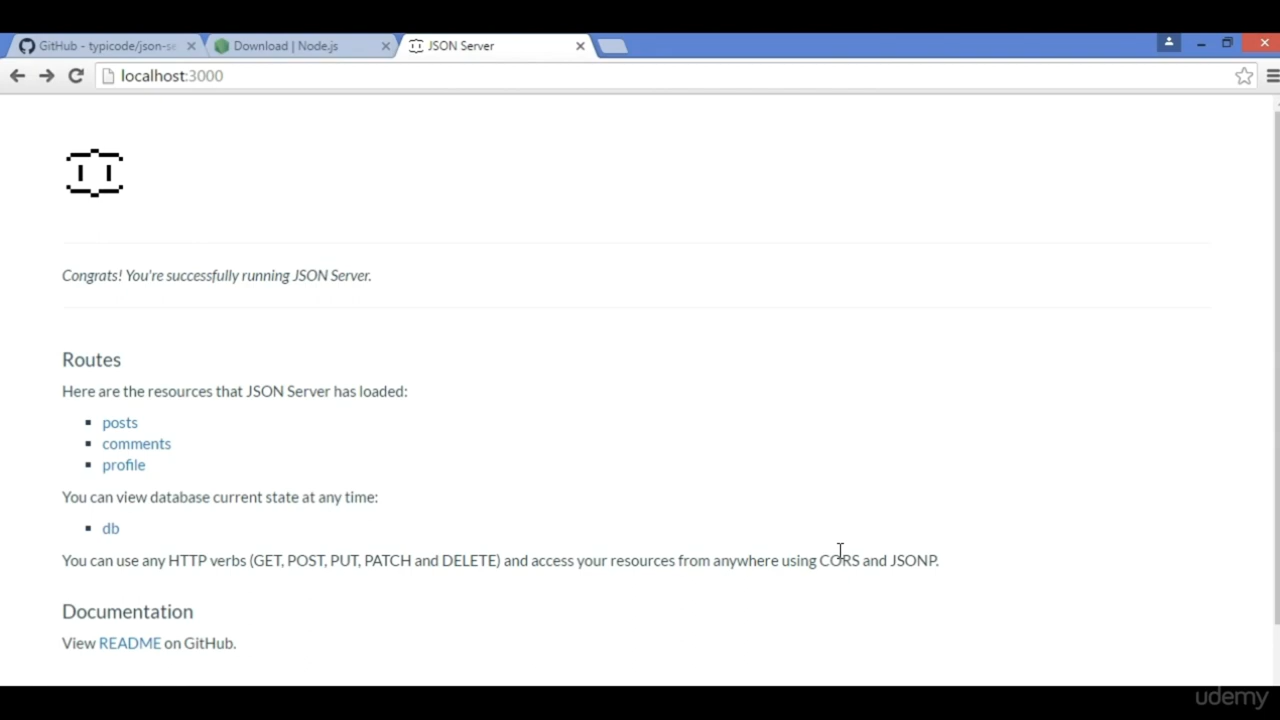 GitHub - typicode/json-se
Download | Node.js
JSON Server
localhost:3000
Congrats! You're successfully running JSON Server.
Routes
Here are the resources that JSON Server has loaded:
posts
comments
profile
You can view database current state at any time:
db
You can use any HTTP verbs (GET, POST, PUT, PATCH and DELETE) and access your resources from anywhere using CORS and JSONP.
Documentation
View README on GitHub.
udemy